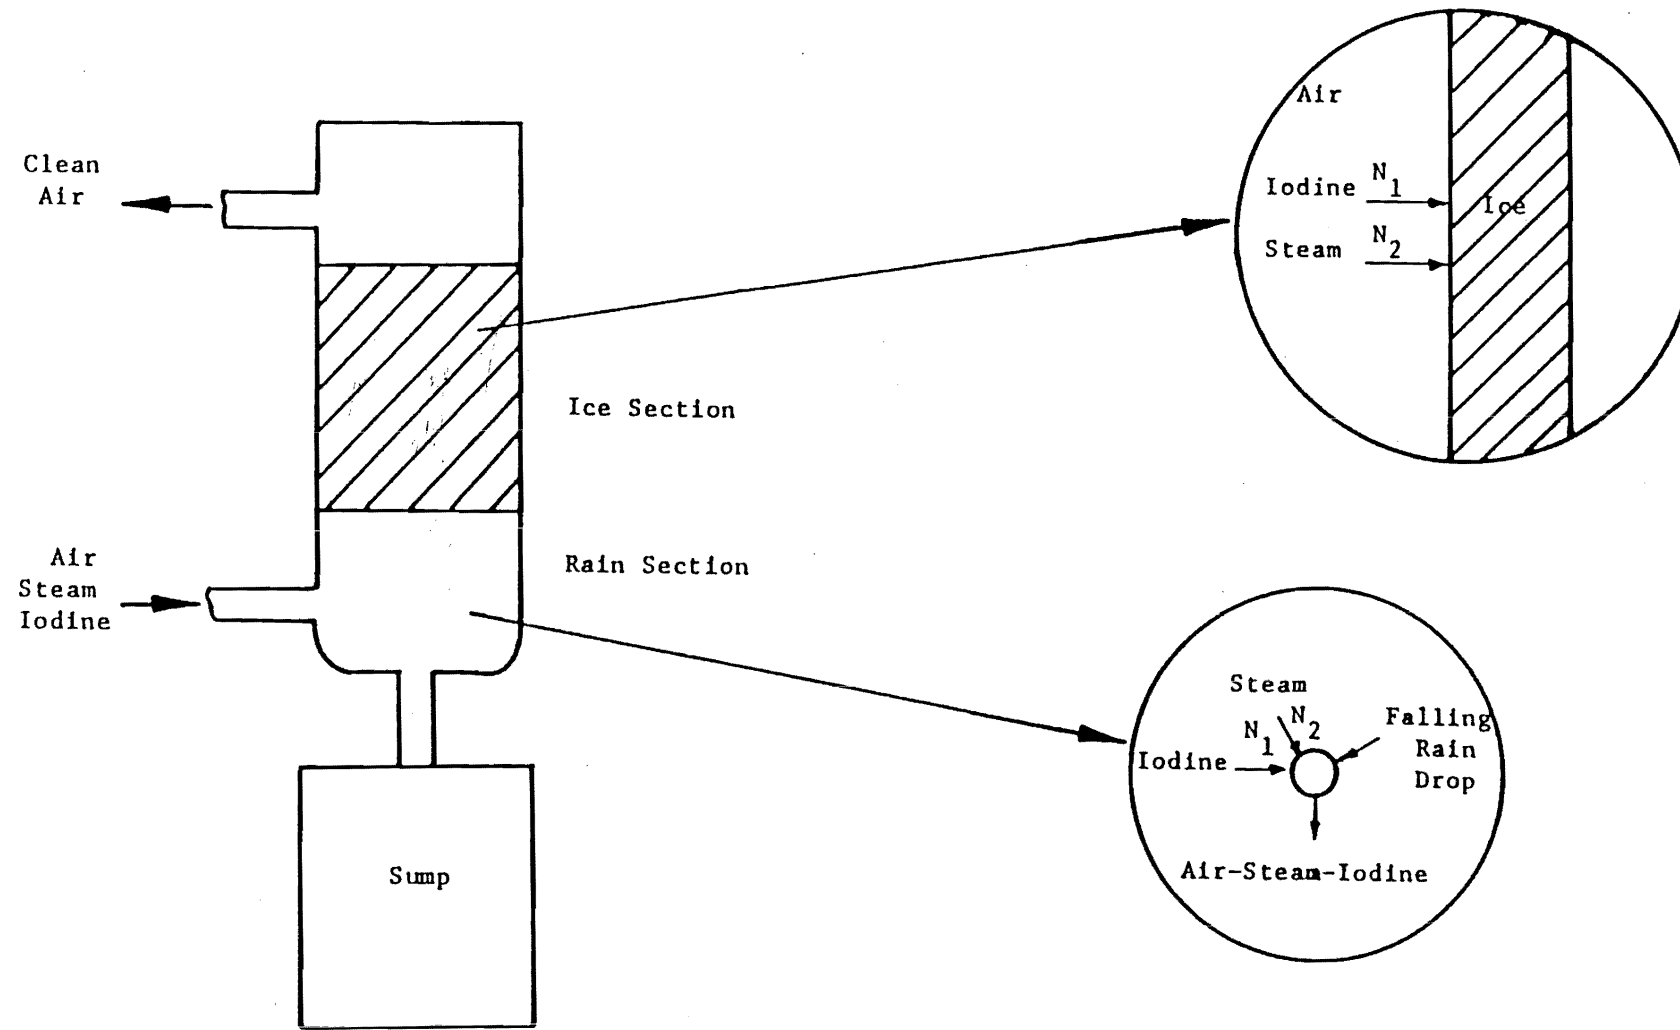 Clean
Air
Ice Section
Rain Section
Air
Steam
Iodine
Sump
Air
Iodine N1
Ice
Steam N2
Steam
N2
N1
Iodine
Falling
Rain
Drop
Air-Steam-Iodine